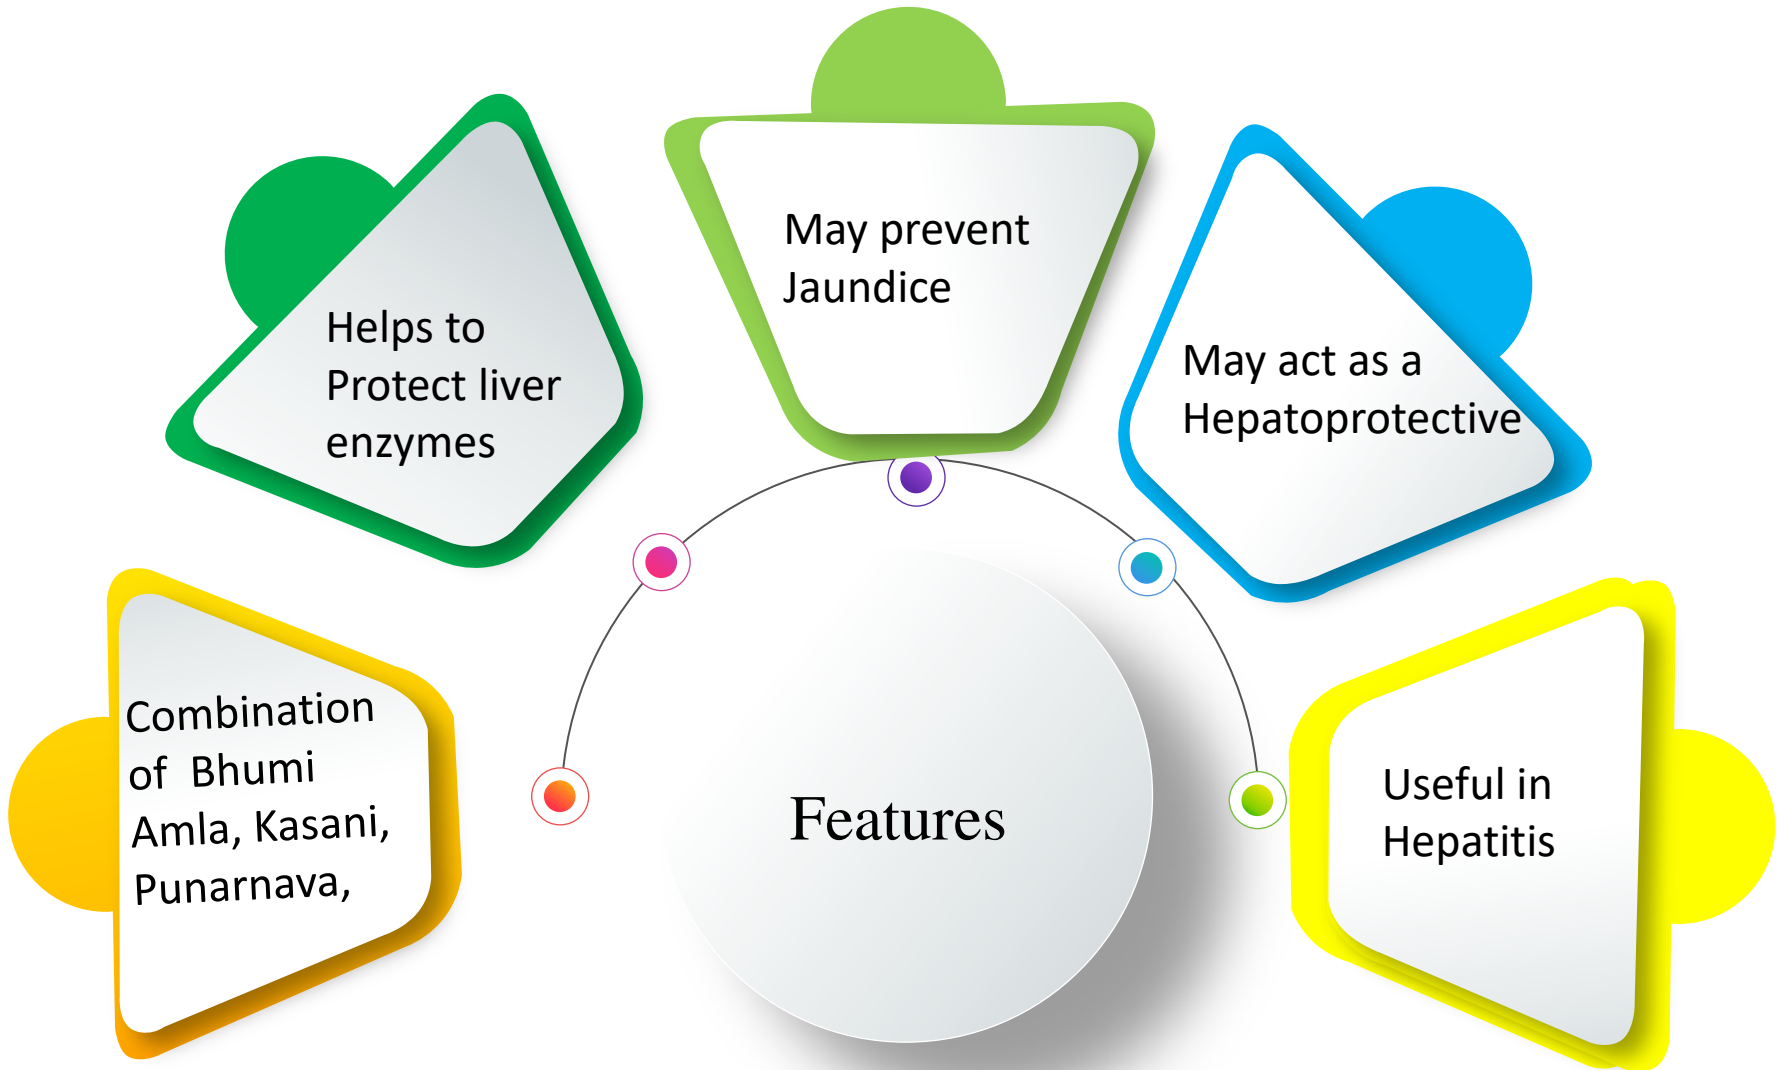 Combination
of  Bhumi
Amla, Kasani,
Punarnava,
Helps to
Protect liver
enzymes
May prevent
Jaundice
May act as a
Hepatoprotective
Useful in
Hepatitis
Features